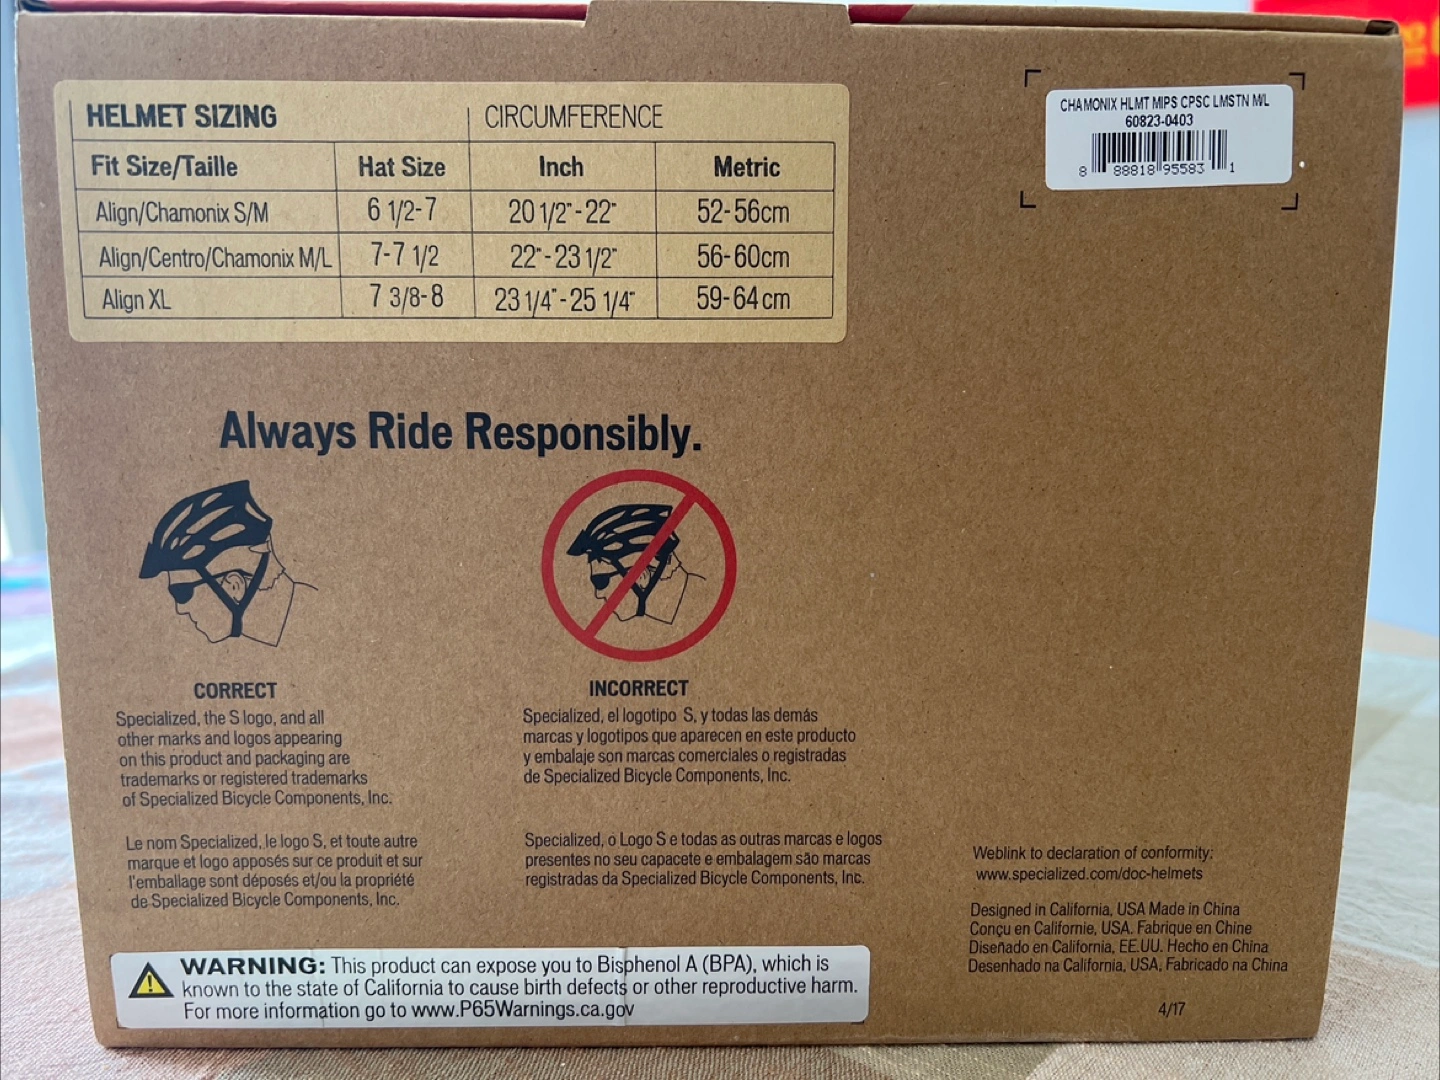 HELMET SIZING CIRCUMFERENCE
Fit Size/Taille Hat Size Inch Metric
Align/Chamonix S/M 6 1/2-7 20 1/2"-22" 52-56cm
Align/Centro/Chamonix M/L 7-7 1/2 22"-23 1/2" 56-60cm
Align XL 7 3/8-8 23 1/4"-25 1/4" 59-64 cm
CHAMONIX HLMT MIPS CPSC LMSTN M/L
60823-0403
8 88818 95583 1
Always Ride Responsibly.
CORRECT
Specialized, the S logo, and all
other marks and logos appearing
on this product and packaging are
trademarks or registered trademarks
of Specialized Bicycle Components, Inc.
Le nom Specialized, le logo S, et toute autre
marque et logo apposés sur ce produit et sur
l'emballage sont déposés et/ou la propriété
de Specialized Bicycle Components, Inc.
INCORRECT
Specialized, el logotipo S, y todas las demás
marcas y logotipos que aparecen en este producto
y embalaje son marcas comerciales o registradas
de Specialized Bicycle Components, Inc.
Specialized, o Logo S e todas as outras marcas e logos
presentes no seu capacete e embalagem são marcas
registradas da Specialized Bicycle Components, Inc.
Weblink to declaration of conformity:
www.specialized.com/doc-helmets
Designed in California, USA Made in China
Conçu en Californie, USA. Fabrique en Chine
Diseñado en California, EE.UU. Hecho en China
Desenhado na California, USA, Fabricado na China
4/17
WARNING: This product can expose you to Bisphenol A (BPA), which is
known to the state of California to cause birth defects or other reproductive harm.
For more information go to www.P65Warnings.ca.gov